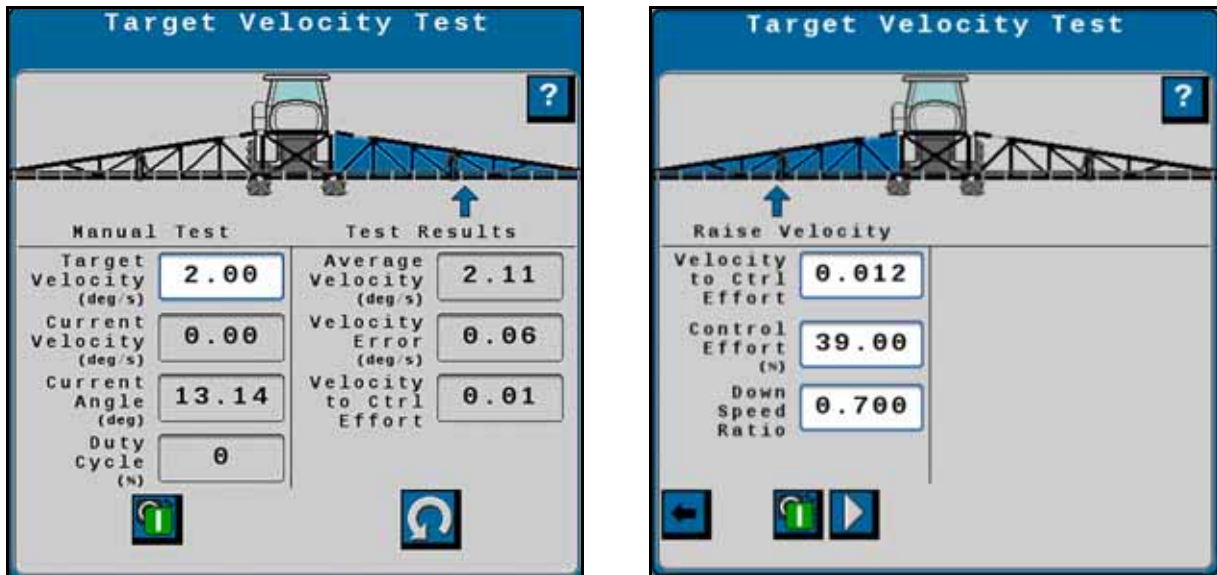 Target Velocity Test
?
Manual Test
Target
Velocity
(deg/s)
2.00
Current
Velocity
(deg/s)
0.00
Current
Angle
(deg)
13.14
Duty
Cycle
(%)
0
Test Results
Average
Velocity
(deg/s)
2.11
Velocity
Error
(deg/s)
0.06
Velocity
to Ctrl
Effort
0.01
Target Velocity Test
?
Raise Velocity
Velocity
to Ctrl
Effort
0.012
Control
Effort
(%)
39.00
Down
Speed
Ratio
0.700